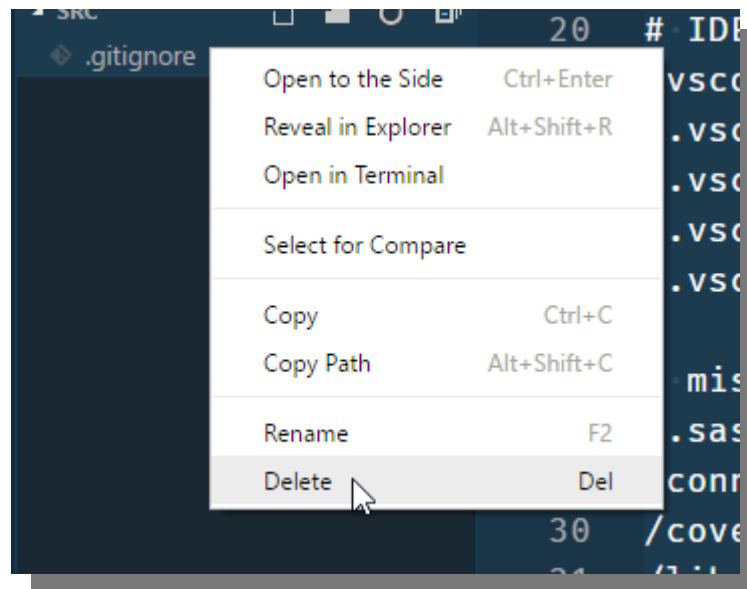 SRC
.gitignore
Open to the Side Ctrl+Enter
Reveal in Explorer Alt+Shift+R
Open in Terminal
Select for Compare
Copy Ctrl+C
Copy Path Alt+Shift+C
Rename F2
Delete Del
20 # IDE
.vsc
.vsc
.vsc
.vsc
mis
.sas
conn
30 /cove